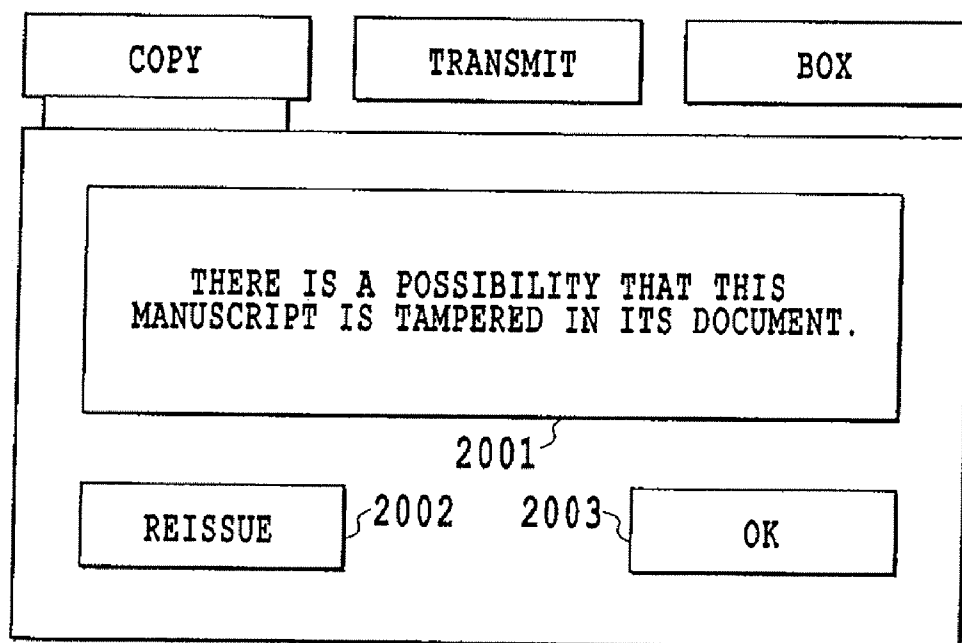 COPY TRANSMIT BOX
THERE IS A POSSIBILITY THAT THIS
MANUSCRIPT IS TAMPERED IN ITS DOCUMENT.
2001
REISSUE 2002 2003 OK